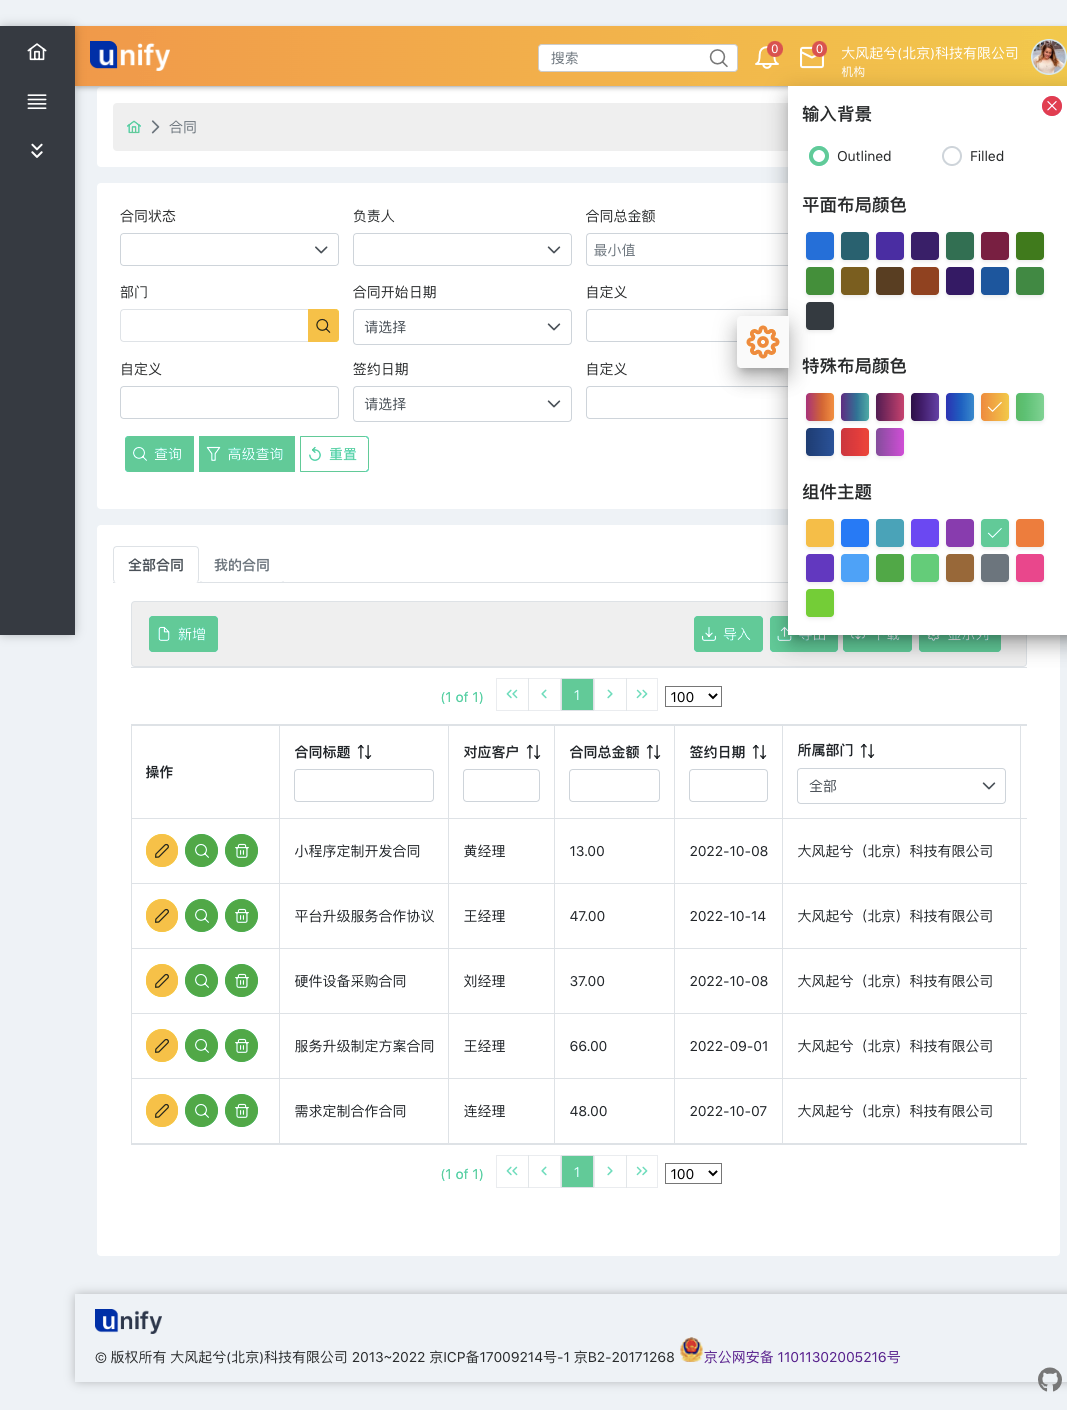 unify
搜索
0
0
大风起兮(北京)科技有限公司
机构
合同
输入背景
Outlined
Filled
平面布局颜色
特殊布局颜色
组件主题
合同状态
负责人
合同总金额
最小值
部门
合同开始日期
自定义
请选择
自定义
签约日期
自定义
请选择
查询
高级查询
重置
全部合同
我的合同
新增
导入
导出
下载
显示列
(1 of 1)
1
100
操作
合同标题
对应客户
合同总金额
签约日期
所属部门
全部
小程序定制开发合同 黄经理 13.00 2022-10-08 大风起兮（北京）科技有限公司
平台升级服务合作协议 王经理 47.00 2022-10-14 大风起兮（北京）科技有限公司
硬件设备采购合同 刘经理 37.00 2022-10-08 大风起兮（北京）科技有限公司
服务升级制定方案合同 王经理 66.00 2022-09-01 大风起兮（北京）科技有限公司
需求定制合作合同 连经理 48.00 2022-10-07 大风起兮（北京）科技有限公司
(1 of 1)
1
100
unify
© 版权所有 大风起兮(北京)科技有限公司 2013~2022 京ICP备17009214号-1 京B2-20171268 京公网安备 11011302005216号